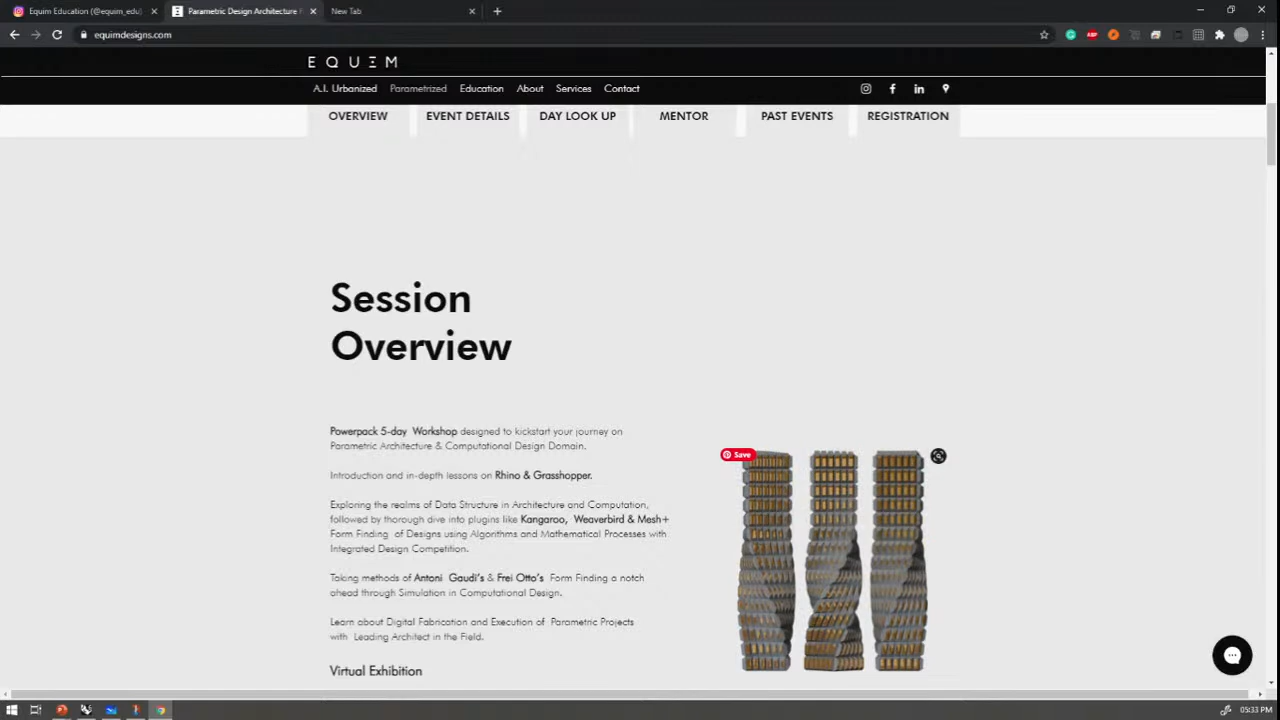 Equim Education (@equim_edu)
Parametric Design Architecture F
New Tab
equimdesigns.com
EQUEM
A.I. Urbanized Parametrized Education About Services Contact
OVERVIEW EVENT DETAILS DAY LOOK UP MENTOR PAST EVENTS REGISTRATION
Session
Overview
Powerpack 5-day Workshop designed to kickstart your journey on
Parametric Architecture & Computational Design Domain.
Introduction and in-depth lessons on Rhino & Grasshopper.
Exploring the realms of Data Structure in Architecture and Computation,
followed by thorough dive into plugins like Kangaroo, Weaverbird & Mesh+
Form Finding of Designs using Algorithms and Mathematical Processes with
Integrated Design Competition.
Taking methods of Antoni Gaudi's & Frei Otto's Form Finding a notch
ahead through Simulation in Computational Design.
Learn about Digital Fabrication and Execution of Parametric Projects
with Leading Architect in the Field.
Virtual Exhibition
Save
05:33 PM